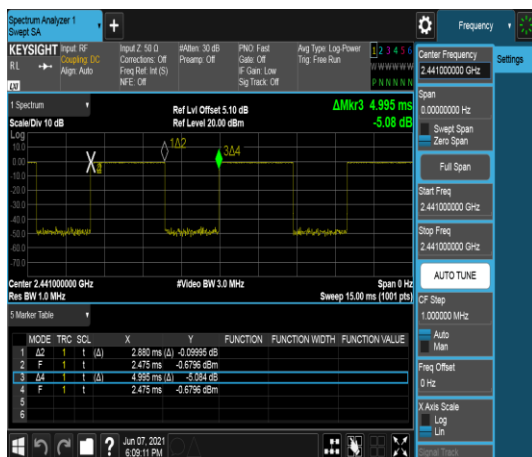 Spectrum Analyzer 1
Swept SA
Frequency
KEYSIGHT
RL
LXI
Input: RF
Coupling: DC
Align: Auto
Input Z: 50 Ω
Corrections: Off
Freq Ref: Int (S)
NFE: Off
#Atten: 30 dB
Preamp: Off
PNO: Fast
Gate: Off
IF Gain: Low
Sig Track: Off
Avg Type: Log-Power
Trig: Free Run
1 2 3 4 5 6
W W W W W W
P N N N N N
Center Frequency
2.441000000 GHz
Settings
Span
0.00000000 Hz
Swept Span
Zero Span
Full Span
Start Freq
2.441000000 GHz
Stop Freq
2.441000000 GHz
AUTO TUNE
CF Step
1.000000 MHz
Auto
Man
Freq Offset
0 Hz
X Axis Scale
Log
Lin
Signal Track
1 Spectrum
Scale/Div 10 dB
Ref Lvl Offset 5.10 dB
Ref Level 20.00 dBm
ΔMkr3 4.995 ms
-5.08 dB
Log
10.0
0.00
-10.0
-20.0
-30.0
-40.0
-50.0
-60.0
-70.0
X
1Δ2
3Δ4
Center 2.441000000 GHz
Res BW 1.0 MHz
#Video BW 3.0 MHz
Span 0 Hz
Sweep 15.00 ms (1001 pts)
5 Marker Table
MODE TRC SCL X Y FUNCTION FUNCTION WIDTH FUNCTION VALUE
1 Δ2 1 t (Δ) 2.880 ms (Δ) -0.09995 dB
2 F 1 t 2.475 ms -0.6796 dBm
3 Δ4 1 t (Δ) 4.995 ms (Δ) -5.084 dB
4 F 1 t 2.475 ms -0.6796 dBm
5
6
?
Jun 07, 2021
6:09:11 PM